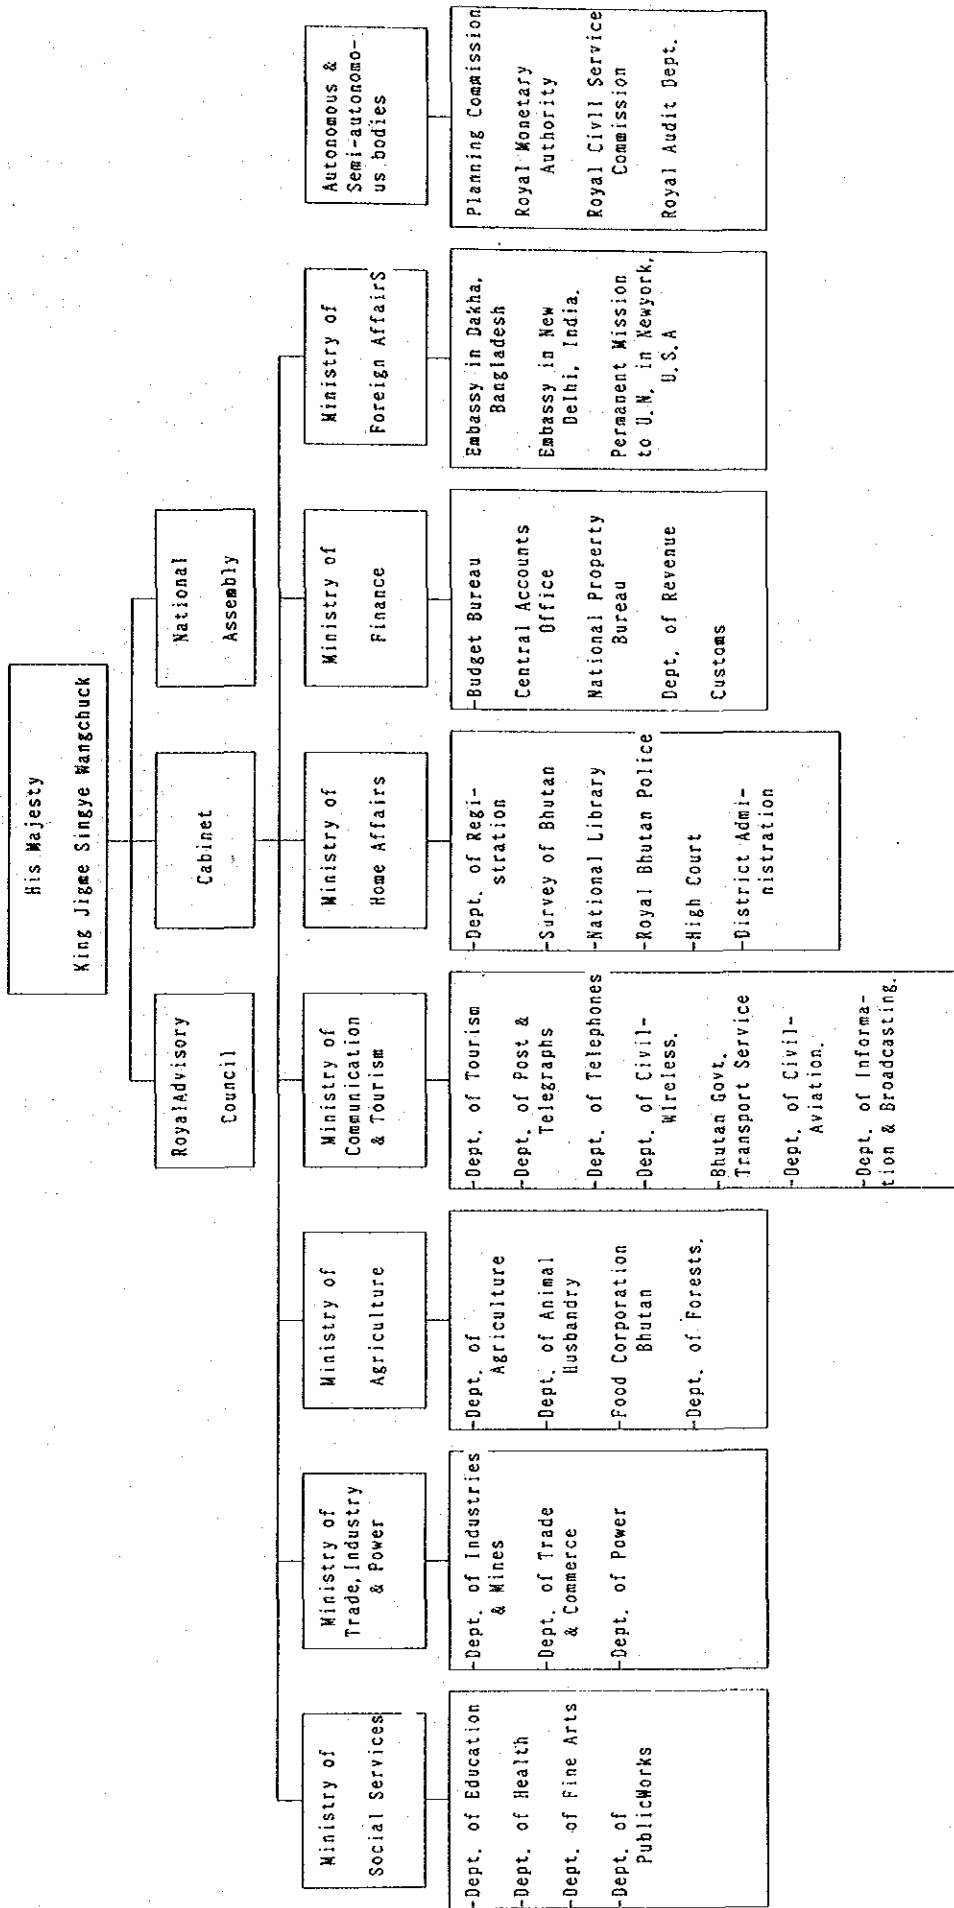 His Majesty
King Jigme Singye Wangchuck
RoyalAdvisory
Council
Cabinet
National
Assembly
Ministry of
Social Services
Ministry of
Trade,Industry
& Power
Ministry of
Agriculture
Ministry of
Communication
& Tourism
Ministry of
Home Affairs
Ministry of
Finance
Ministry of
Foreign Affairs
Autonomous &
Semi-autonomo-
us bodies
-Dept. of Education
-Dept. of Health
-Dept. of Fine Arts
-Dept. of
PublicWorks
-Dept. of Industries
& Mines
-Dept. of Trade
& Commerce
-Dept. of Power
-Dept. of
Agriculture
-Dept. of Animal
Husbandry
-Food Corporation
Bhutan
-Dept. of Forests.
-Dept. of Tourism
-Dept. of Post &
Telegraphs
-Dept. of Telephones
-Dept. of Civil-
Wireless.
-Bhutan Govt.
Transport Service
-Dept. of Civil-
Aviation.
-Dept. of Informa-
tion & Broadcasting.
-Dept. of Regi-
stration
-Survey of Bhutan
-National Library
-Royal Bhutan Police
-High Court
-District Admi-
nistration
-Budget Bureau
Central Accounts
Office
National Property
Bureau
Dept. of Revenue
Customs
Embassy in Dakha,
Bangladesh
Embassy in New
Delhi, India.
Permanent Mission
to U.N. in Newyork,
U.S.A
Planning Commission
Royal Monetary
Authority
Royal Civil Service
Commission
Royal Audit Dept.